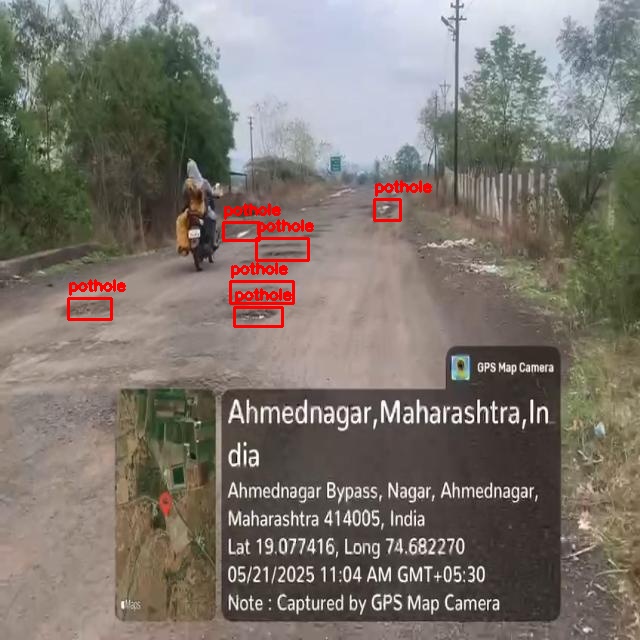 pothole
pothole
pothole
pothole
pothole
pothole
GPS Map Camera
Ahmednagar,Maharashtra,In
dia
Ahmednagar Bypass, Nagar, Ahmednagar,
Maharashtra 414005, India
Lat 19.077416, Long 74.682270
05/21/2025 11:04 AM GMT+05:30
Note : Captured by GPS Map Camera
Maps